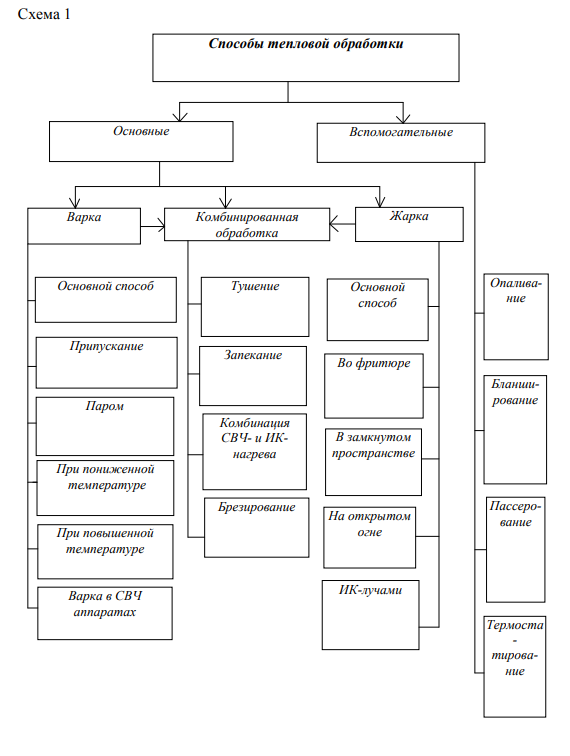 Схема 1
Способы тепловой обработки
Основные
Вспомогательные
Варка
Комбинированная
обработка
Жарка
Основной способ
Припускание
Паром
При пониженной
температуре
При повышенной
температуре
Варка в СВЧ
аппаратах
Тушение
Запекание
Комбинация
СВЧ- и ИК-
нагрева
Брезирование
Основной
способ
Во фритюре
В замкнутом
пространстве
На открытом
огне
ИК-лучами
Опалива-
ние
Бланши-
рование
Пассеро-
вание
Термоста
-
тирова-
ние